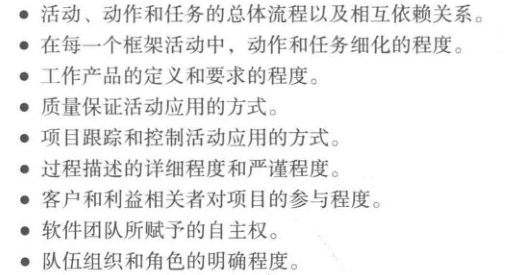 ● 活动、动作和任务的总体流程以及相互依赖关系。
● 在每一个框架活动中，动作和任务细化的程度。
● 工作产品的定义和要求的程度。
● 质量保证活动应用的方式。
● 项目跟踪和控制活动应用的方式。
● 过程描述的详细程度和严谨程度。
● 客户和利益相关者对项目的参与程度。
● 软件团队所赋予的自主权。
● 队伍组织和角色的明确程度。